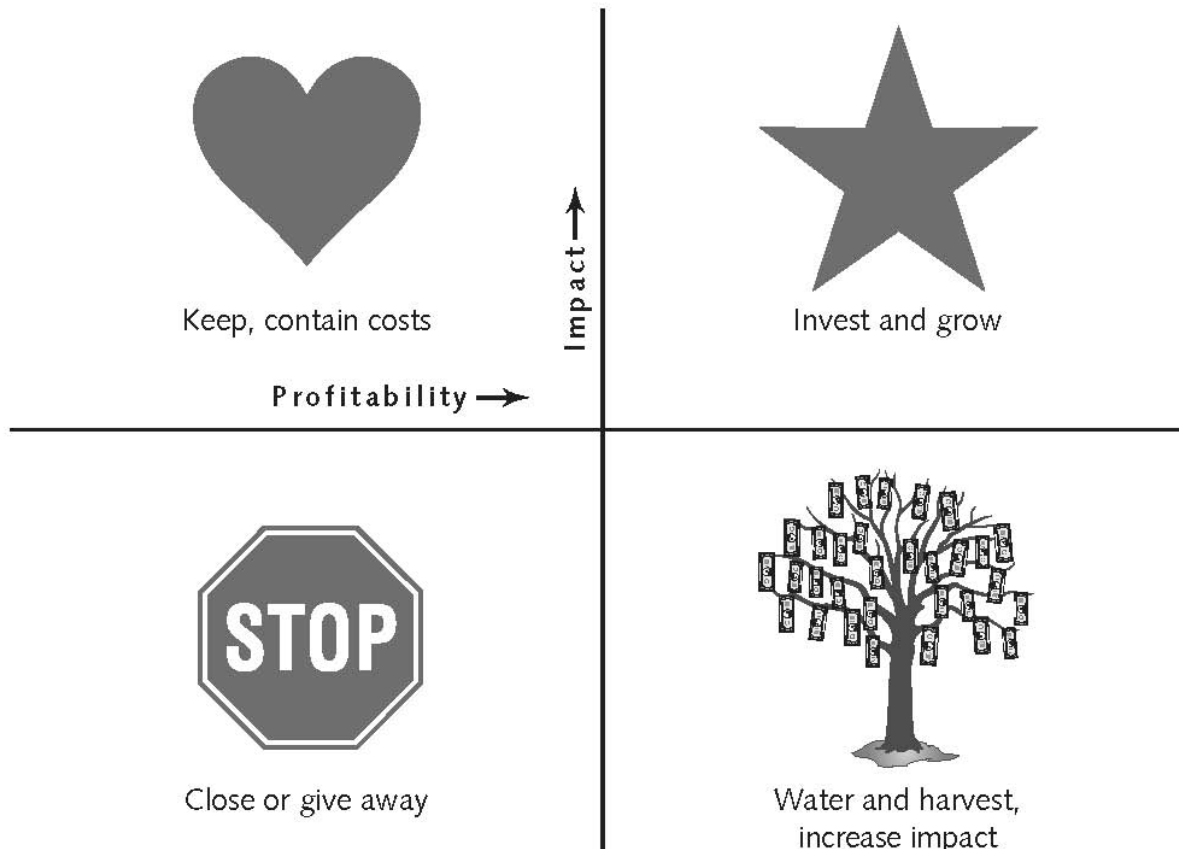 Keep, contain costs
Impact
Invest and grow
Profitability
STOP
Close or give away
Water and harvest,
increase impact